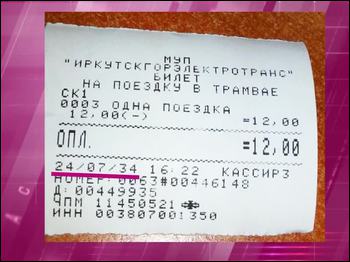 МУП
"ИРКУТСКГОРЭЛЕКТРОТРАНС"
БИЛЕТ
НА ПОЕЗДКУ В ТРАМВАЕ
СК1
0003 ОДНА ПОЕЗДКА
12,00(-) =12,00
ОПЛ. =12,00
24/07/34 16:22 КАССИР3
НОМЕР: 0063#00446148
Д: 00449935
ЧПМ 11450521
ИНН 003807001350